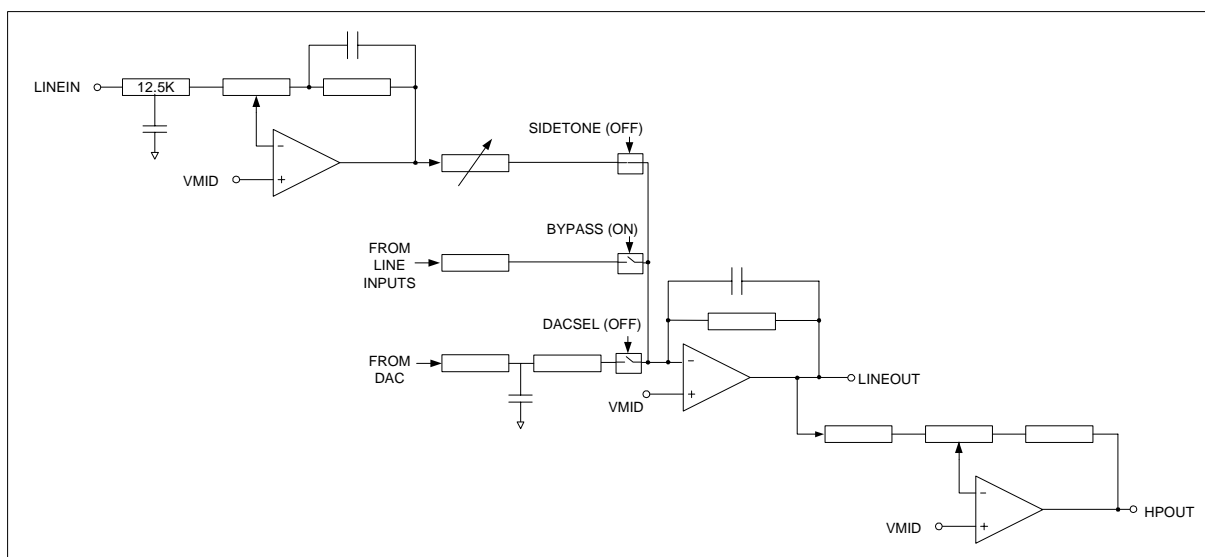 LINEIN
12.5K
VMID
SIDETONE (OFF)
BYPASS (ON)
FROM
LINE
INPUTS
DACSEL (OFF)
FROM
DAC
VMID
LINEOUT
VMID
HPOUT